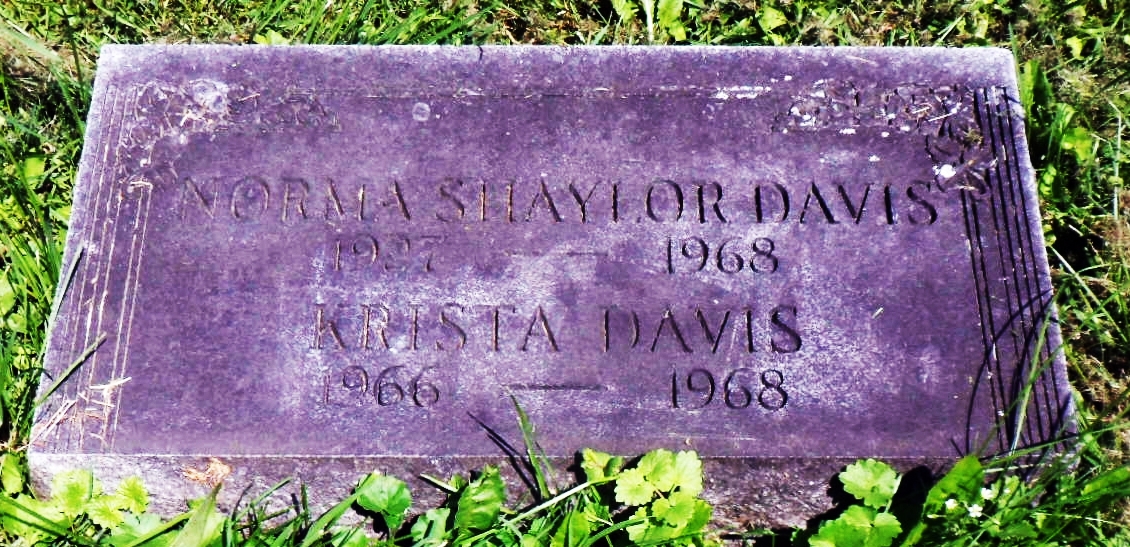 NORMA SHAYLOR DAVIS
1927 — 1968
KRISTA DAVIS
1966 — 1968